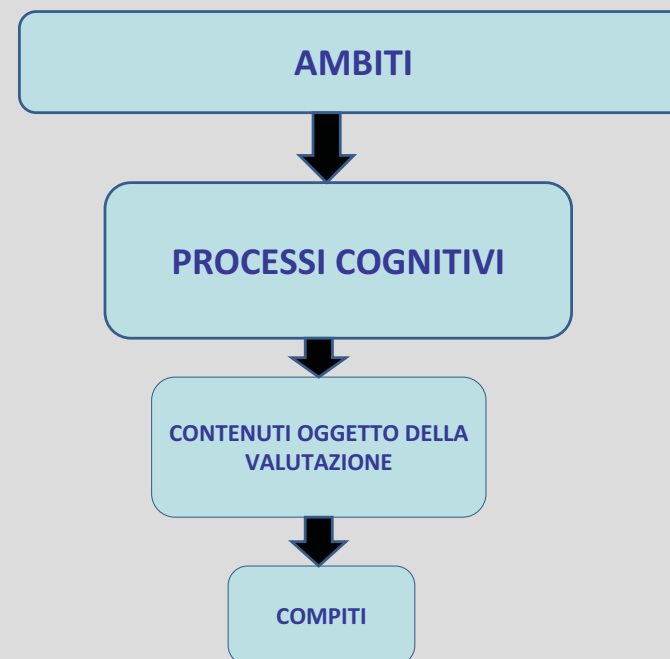 AMBITI
PROCESSI COGNITIVI
CONTENUTI OGGETTO DELLA
VALUTAZIONE
COMPITI